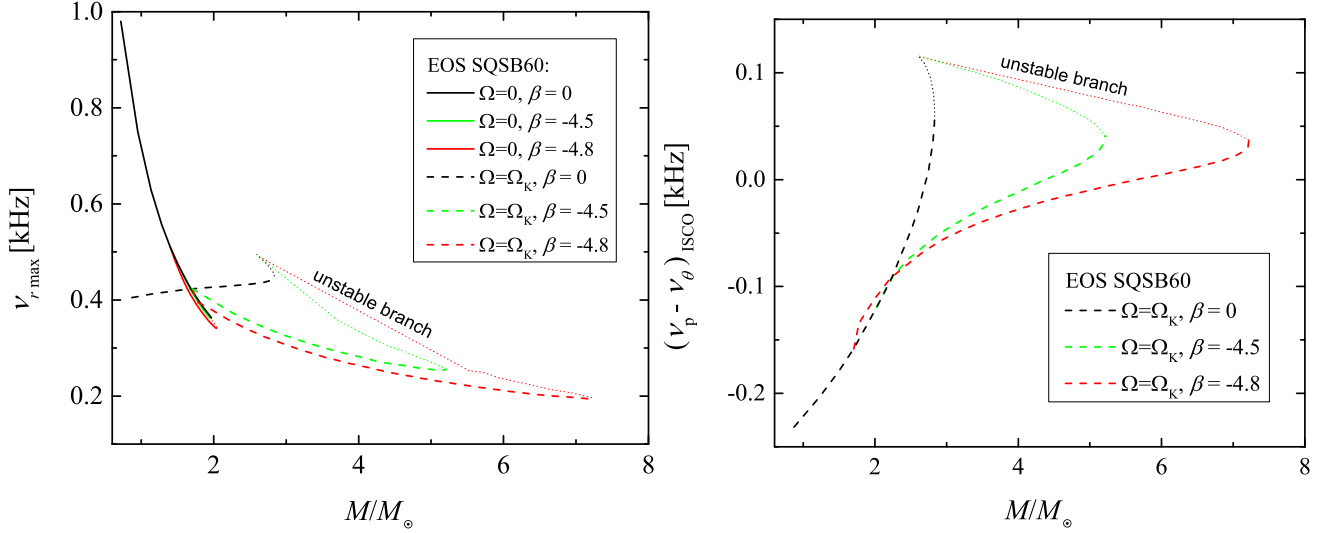 1.0
0.8
0.6
0.4
0.2
2
4
6
8
ν_{r max} [kHz]
M/M_⊙
EOS SQSB60:
Ω=0, β = 0
Ω=0, β = -4.5
Ω=0, β = -4.8
Ω=Ω_K, β = 0
Ω=Ω_K, β = -4.5
Ω=Ω_K, β = -4.8
unstable branch
0.1
0.0
-0.1
-0.2
2
4
6
8
(ν_p - ν_θ)_{ISCO} [kHz]
M/M_⊙
unstable branch
EOS SQSB60
Ω=Ω_K, β = 0
Ω=Ω_K, β = -4.5
Ω=Ω_K, β = -4.8